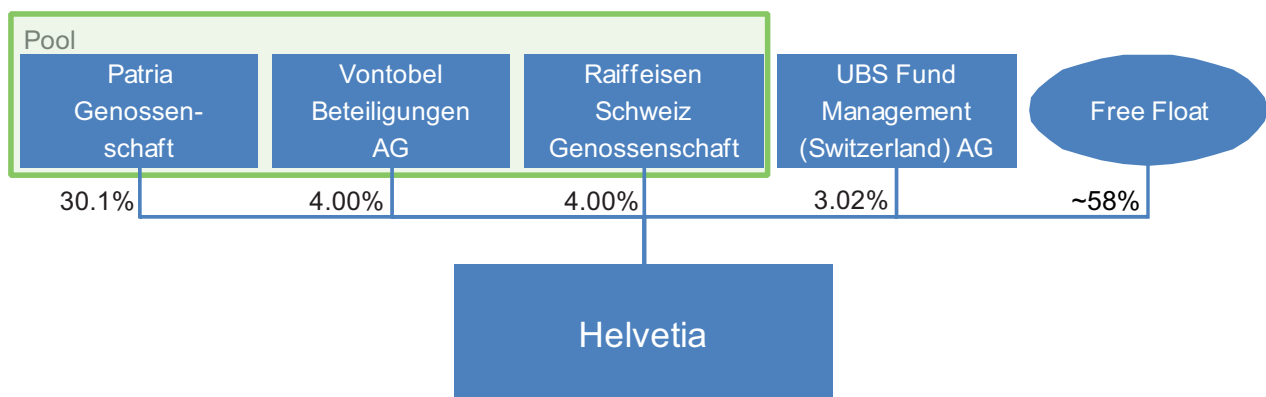 Pool
Patria
Genossen-
schaft
Vontobel
Beteiligungen
AG
Raiffeisen
Schweiz
Genossenschaft
UBS Fund
Management
(Switzerland) AG
Free Float
30.1%
4.00%
4.00%
3.02%
~58%
Helvetia